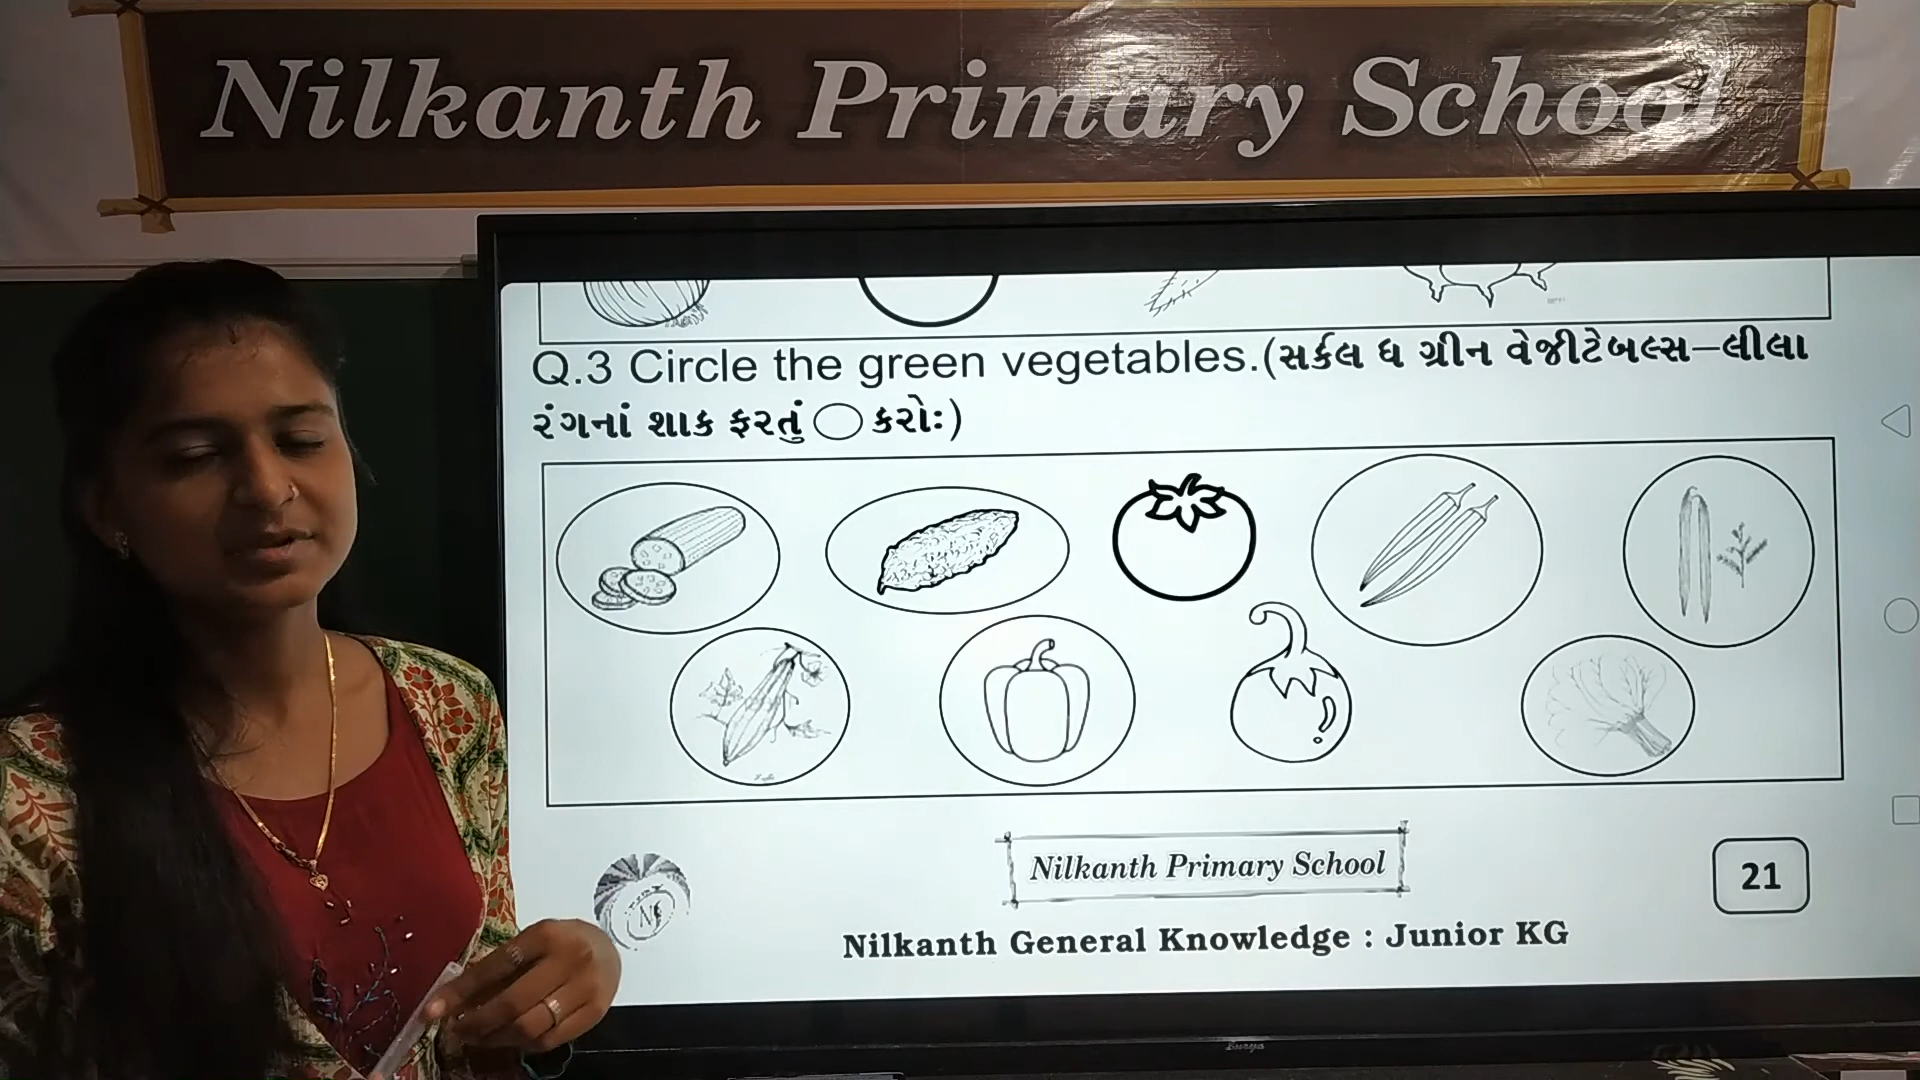 Nilkanth Primary School
Q.3 Circle the green vegetables.(સર્કલ ધ ગ્રીન વેજીટેબલ્સ–લીલા
રંગનાં શાક ફરતું ◯ કરોઃ)
Nilkanth Primary School
21
Nilkanth General Knowledge : Junior KG